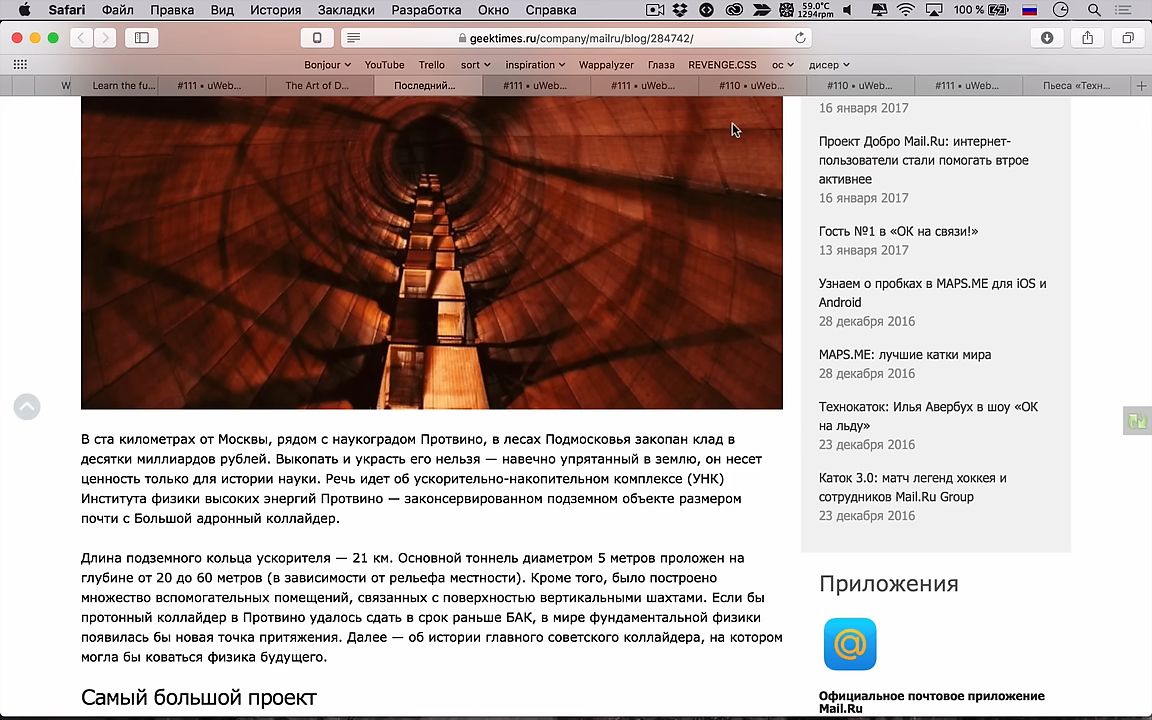 Safari Файл Правка Вид История Закладки Разработка Окно Справка 59.0°C 1294rpm 100 %
geektimes.ru/company/mailru/blog/284742/
Bonjour YouTube Trello sort inspiration Wappalyzer Глаза REVENGE.CSS ос дисер
W Learn the fu... #111 • uWeb... The Art of D... Последний... #111 • uWeb... #111 • uWeb... #110 • uWeb... #110 • uWeb... #111 • uWeb... Пьеса «Техн...
16 января 2017
Проект Добро Mail.Ru: интернет-
пользователи стали помогать втрое
активнее
16 января 2017
Гость №1 в «ОК на связи!»
13 января 2017
Узнаем о пробках в MAPS.ME для iOS и
Android
28 декабря 2016
MAPS.ME: лучшие катки мира
28 декабря 2016
Технокаток: Илья Авербух в шоу «ОК
на льду»
23 декабря 2016
Каток 3.0: матч легенд хоккея и
сотрудников Mail.Ru Group
23 декабря 2016
В ста километрах от Москвы, рядом с наукоградом Протвино, в лесах Подмосковья закопан клад в
десятки миллиардов рублей. Выкопать и украсть его нельзя — навечно упрятанный в землю, он несет
ценность только для истории науки. Речь идет об ускорительно-накопительном комплексе (УНК)
Института физики высоких энергий Протвино — законсервированном подземном объекте размером
почти с Большой адронный коллайдер.
Длина подземного кольца ускорителя — 21 км. Основной тоннель диаметром 5 метров проложен на
глубине от 20 до 60 метров (в зависимости от рельефа местности). Кроме того, было построено
множество вспомогательных помещений, связанных с поверхностью вертикальными шахтами. Если бы
протонный коллайдер в Протвино удалось сдать в срок раньше БАК, в мире фундаментальной физики
появилась бы новая точка притяжения. Далее — об истории главного советского коллайдера, на котором
могла бы коваться физика будущего.
Самый большой проект
Приложения
Официальное почтовое приложение
Mail.Ru